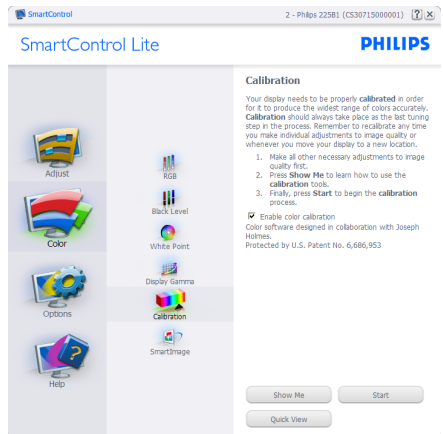 SmartControl
2 - Philips 225B1 (CS30715000001)
SmartControl Lite
PHILIPS
Adjust
Color
Options
Help
RGB
Black Level
White Point
Display Gamma
Calibration
SmartImage
Calibration
Your display needs to be properly calibrated in order
for it to produce the widest range of colors accurately.
Calibration should always take place as the last tuning
step in the process. Remember to recalibrate any time
you make individual adjustments to image quality or
whenever you move your display to a new location.
1. Make all other necessary adjustments to image
quality first.
2. Press Show Me to learn how to use the
calibration tools.
3. Finally, press Start to begin the calibration
process.
Enable color calibration
Color software designed in collaboration with Joseph
Holmes.
Protected by U.S. Patent No. 6,686,953
Show Me
Start
Quick View